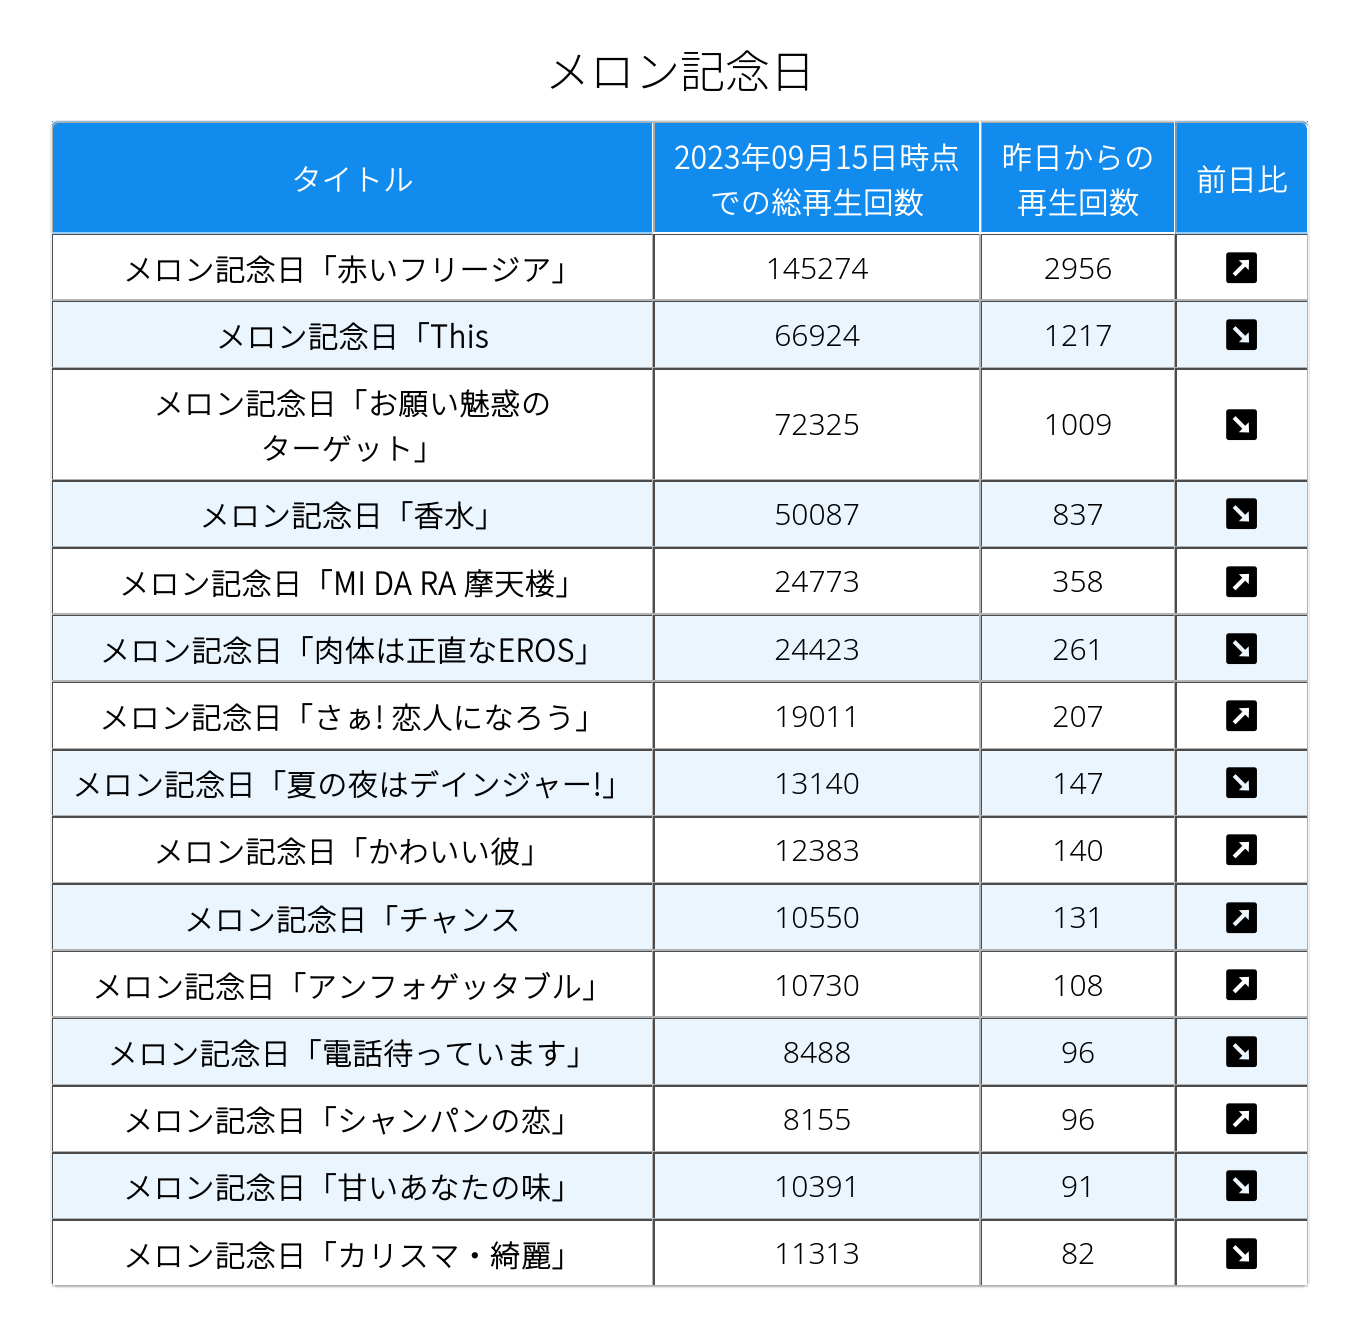 メロン記念日
タイトル
2023年09月15日時点
での総再生回数
昨日からの
再生回数
前日比
メロン記念日「赤いフリージア」 145274 2956
メロン記念日「This 66924 1217
メロン記念日「お願い魅惑の
ターゲット」 72325 1009
メロン記念日「香水」 50087 837
メロン記念日「MI DA RA 摩天楼」 24773 358
メロン記念日「肉体は正直なEROS」 24423 261
メロン記念日「さぁ! 恋人になろう」 19011 207
メロン記念日「夏の夜はデインジャー!」 13140 147
メロン記念日「かわいい彼」 12383 140
メロン記念日「チャンス 10550 131
メロン記念日「アンフォゲッタブル」 10730 108
メロン記念日「電話待っています」 8488 96
メロン記念日「シャンパンの恋」 8155 96
メロン記念日「甘いあなたの味」 10391 91
メロン記念日「カリスマ・綺麗」 11313 82